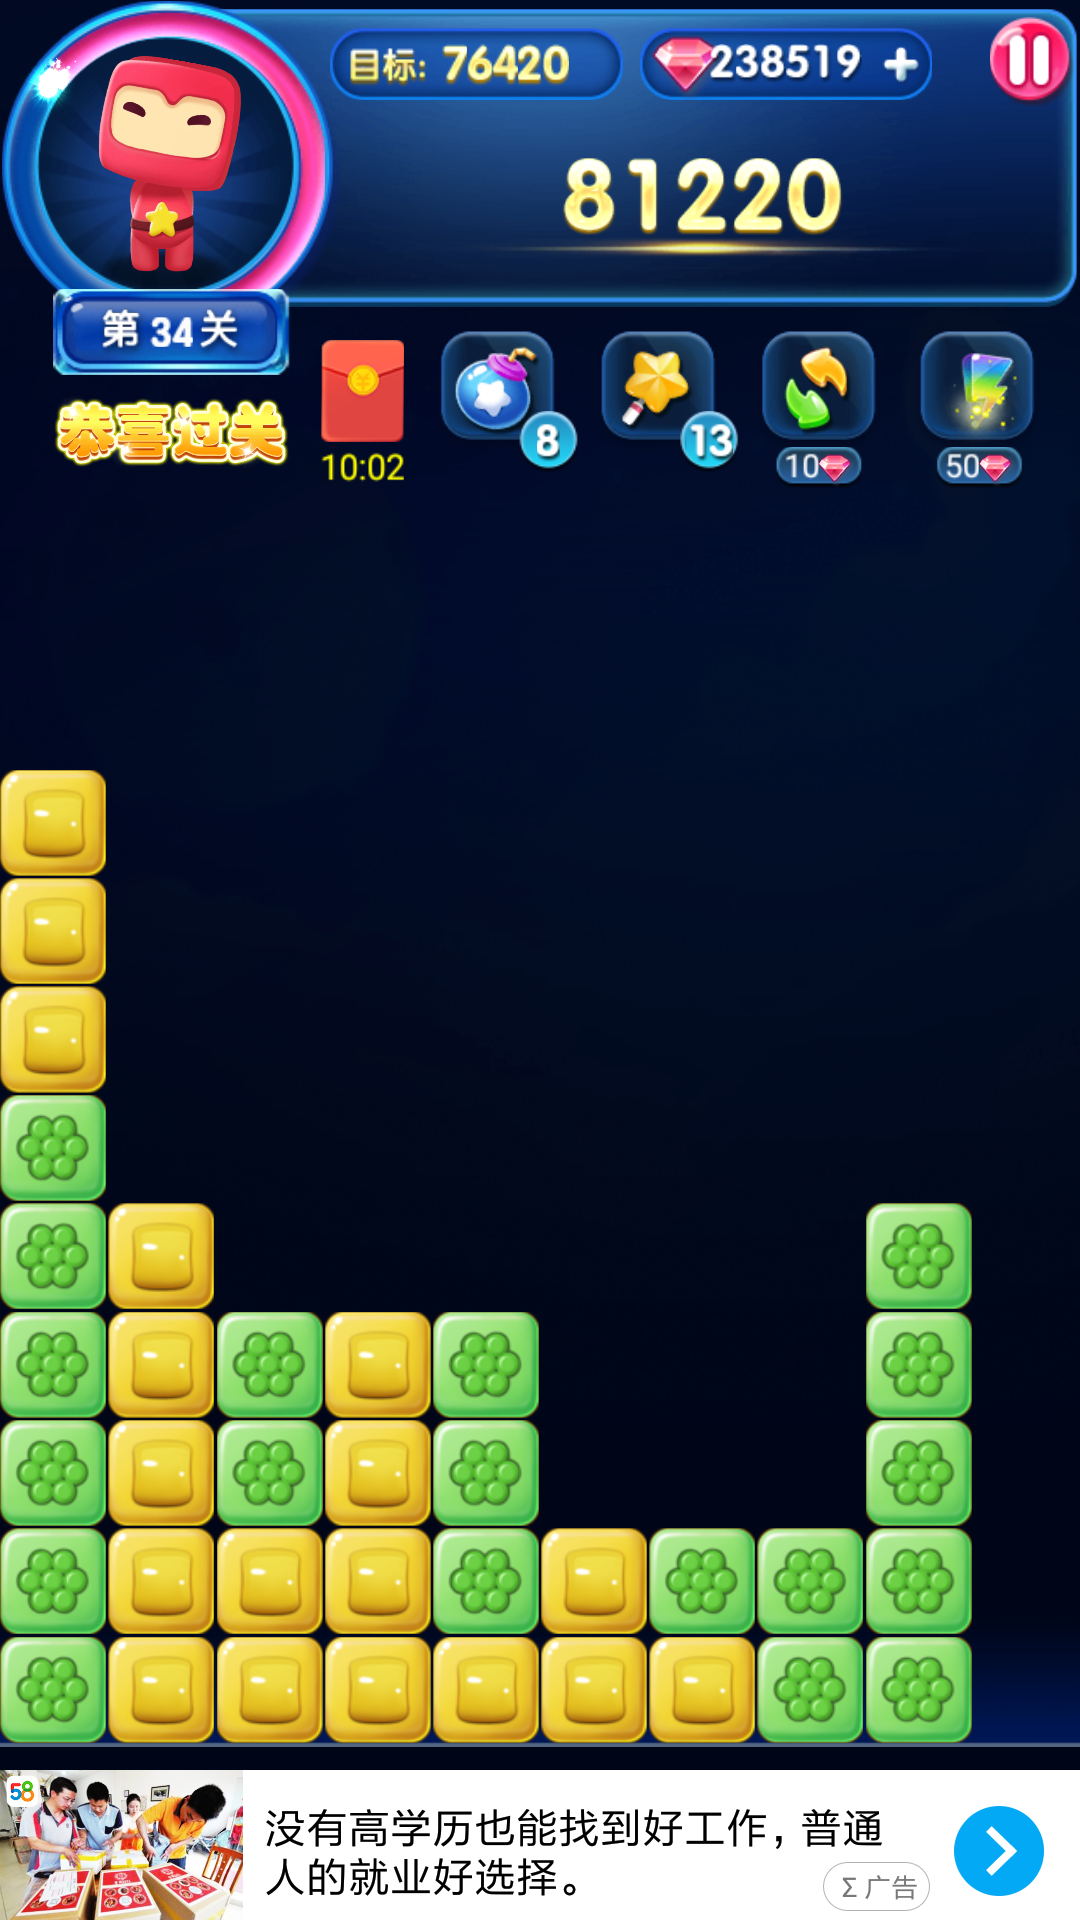 目标: 76420
238519
81220
第 34 关
恭喜过关
10:02
8
13
10
50
58
没有高学历也能找到好工作，普通
人的就业好选择。
Σ 广告